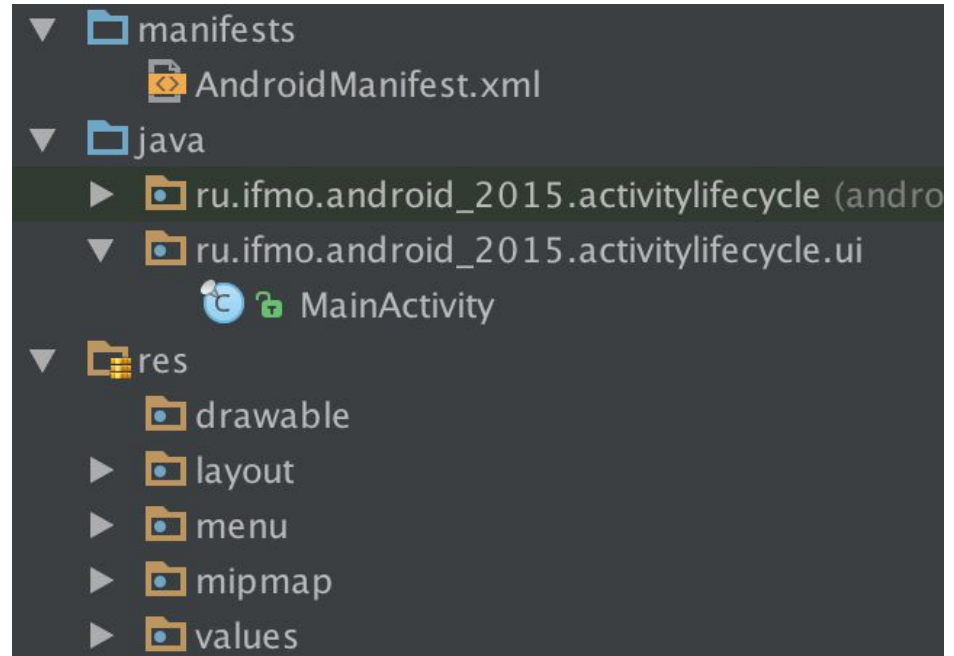 manifests
AndroidManifest.xml
java
ru.ifmo.android_2015.activitylifecycle (andro
ru.ifmo.android_2015.activitylifecycle.ui
MainActivity
res
drawable
layout
menu
mipmap
values